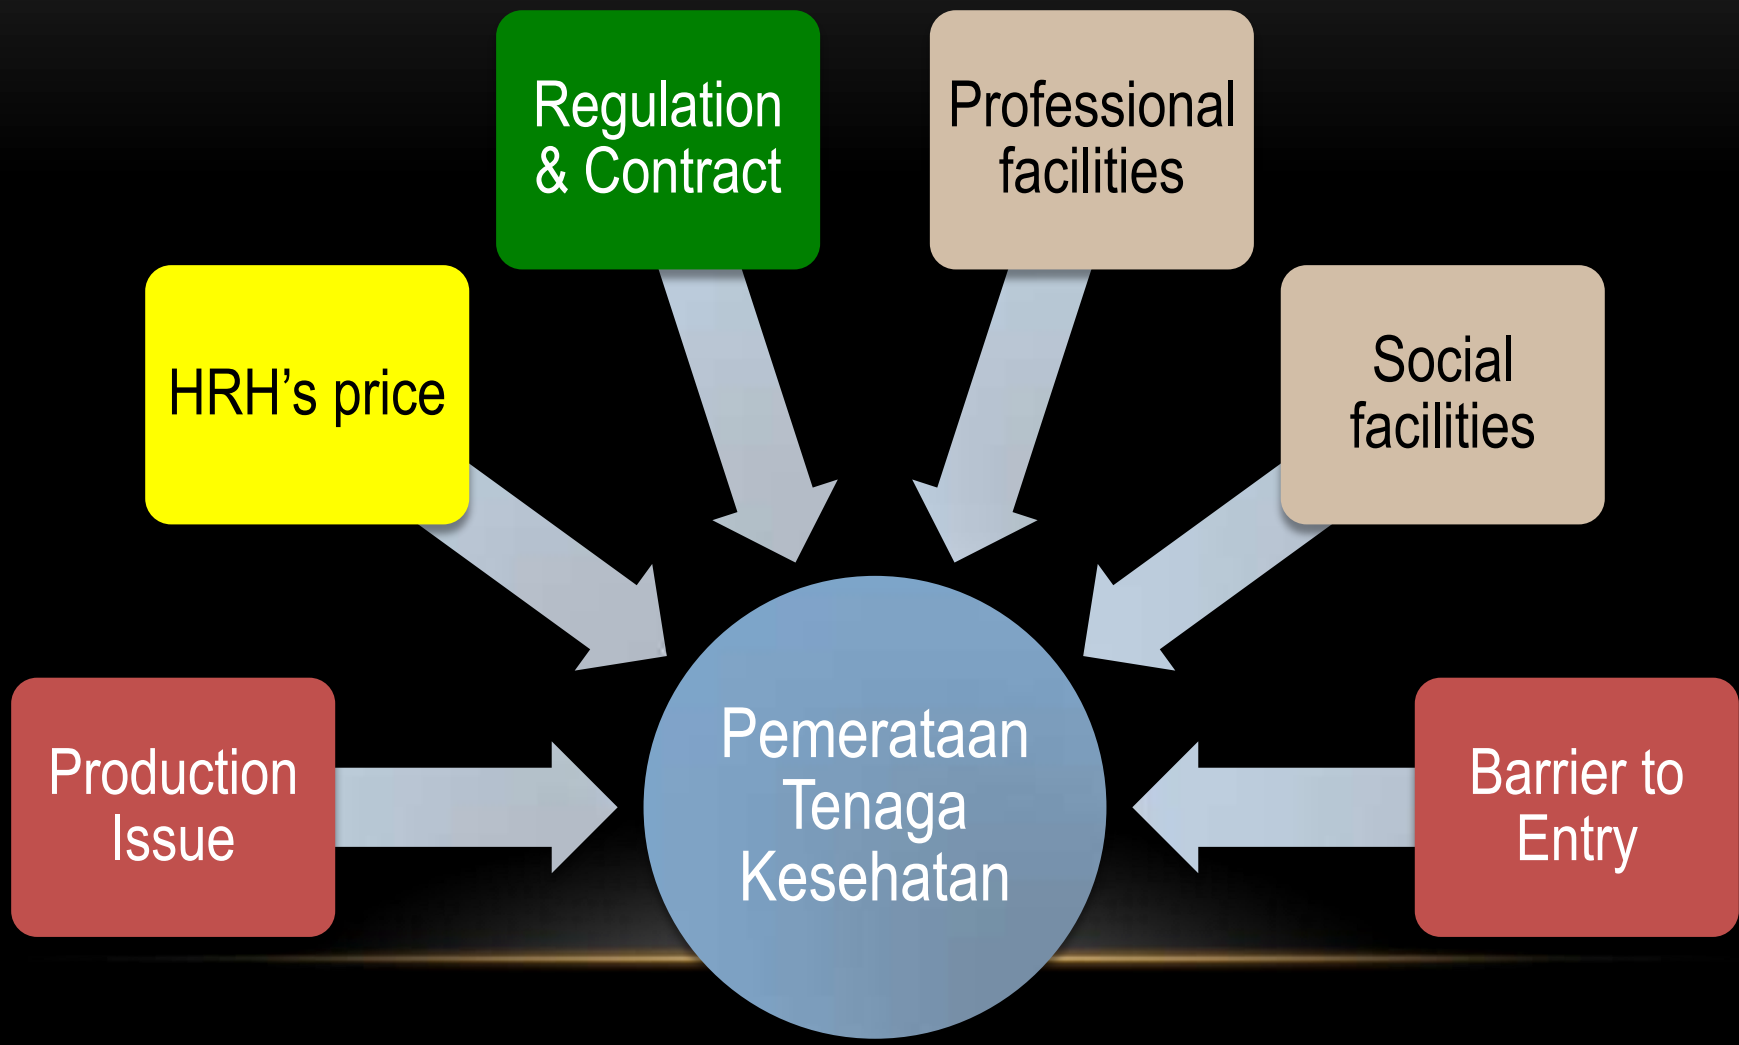 Regulation
& Contract
Professional
facilities
HRH’s price
Social
facilities
Production
Issue
Pemerataan
Tenaga
Kesehatan
Barrier to
Entry